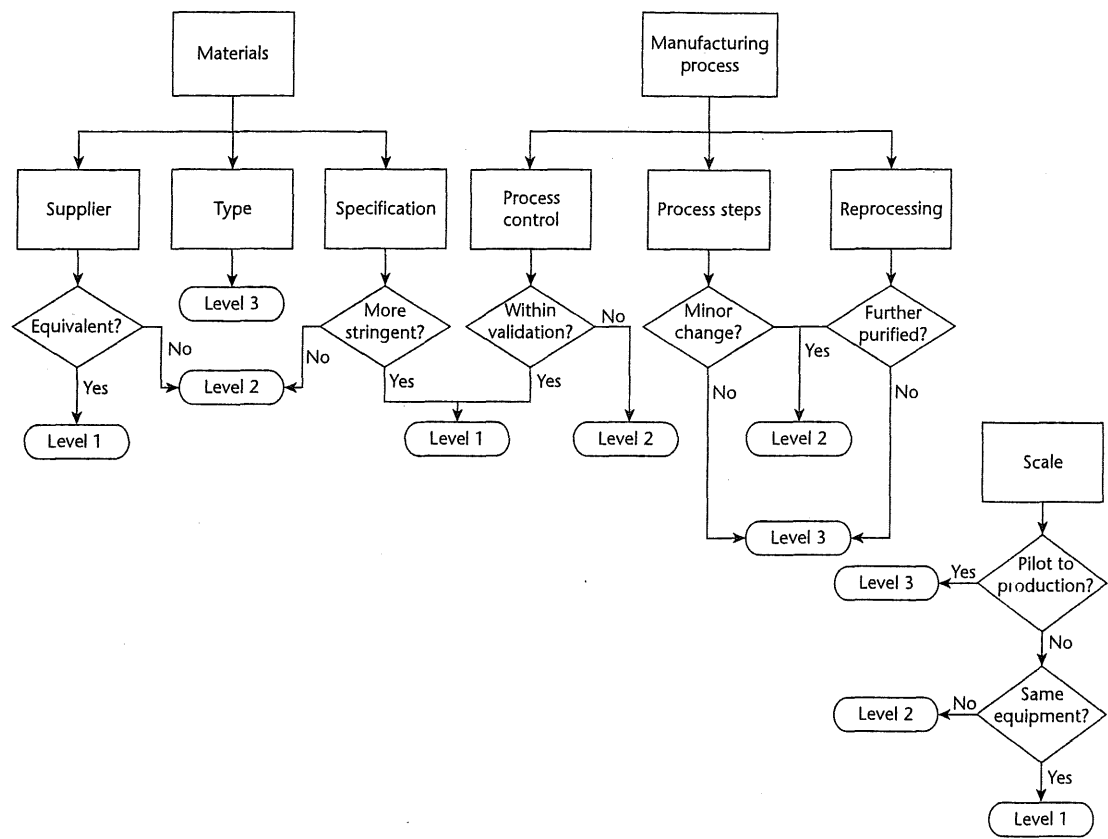 Materials
Manufacturing
process
Supplier
Type
Specification
Process
control
Process steps
Reprocessing
Equivalent?
Level 3
More
stringent?
Within
validation?
Minor
change?
Further
purified?
No
Yes
Level 2
No
Yes
Yes
No
Yes
No
No
Level 1
Level 1
Level 2
Level 2
Level 3
Scale
Pilot to
production?
Yes
Level 3
No
Same
equipment?
No
Level 2
Yes
Level 1